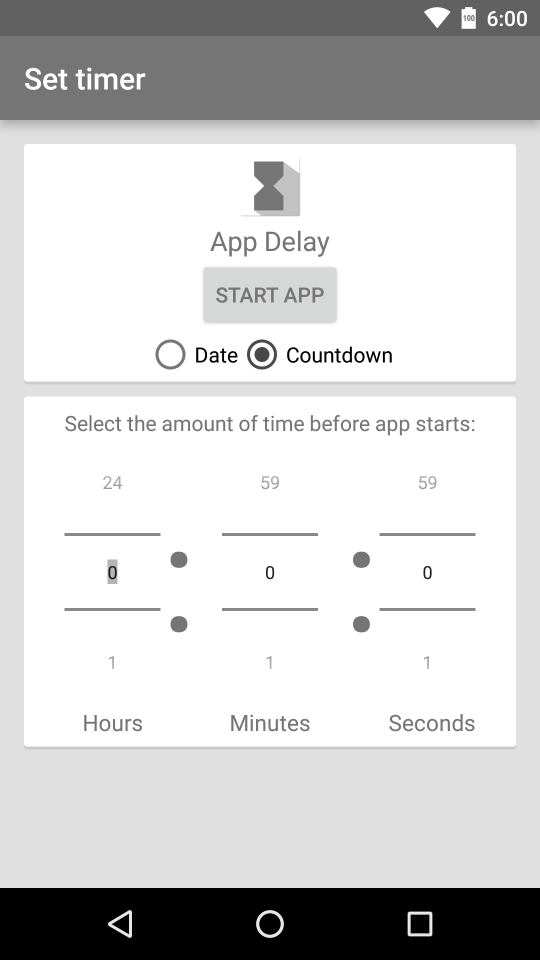 100 6:00
Set timer
App Delay
START APP
Date Countdown
Select the amount of time before app starts:
24 59 59
0 0 0
1 1 1
Hours Minutes Seconds